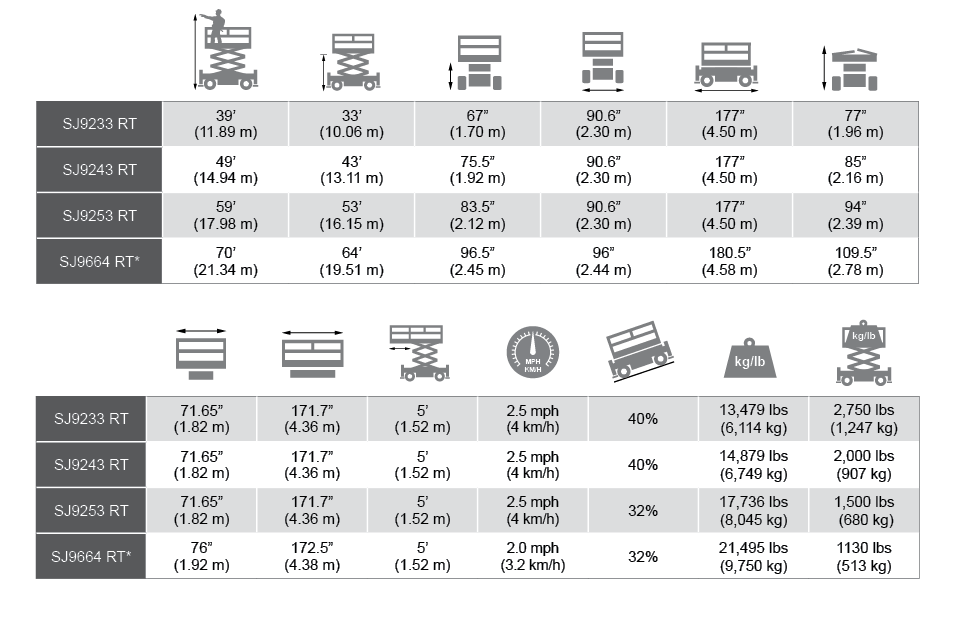 SJ9233 RT 39’ 33’ 67” 90.6” 177” 77”
(11.89 m) (10.06 m) (1.70 m) (2.30 m) (4.50 m) (1.96 m)
SJ9243 RT 49’ 43’ 75.5” 90.6” 177” 85”
(14.94 m) (13.11 m) (1.92 m) (2.30 m) (4.50 m) (2.16 m)
SJ9253 RT 59’ 53’ 83.5” 90.6” 177” 94”
(17.98 m) (16.15 m) (2.12 m) (2.30 m) (4.50 m) (2.39 m)
SJ9664 RT* 70’ 64’ 96.5” 96” 180.5” 109.5”
(21.34 m) (19.51 m) (2.45 m) (2.44 m) (4.58 m) (2.78 m)
MPH
KM/H
kg/lb
kg/lb
SJ9233 RT 71.65” 171.7” 5’ 2.5 mph 40% 13,479 lbs 2,750 lbs
(1.82 m) (4.36 m) (1.52 m) (4 km/h) (6,114 kg) (1,247 kg)
SJ9243 RT 71.65” 171.7” 5’ 2.5 mph 40% 14,879 lbs 2,000 lbs
(1.82 m) (4.36 m) (1.52 m) (4 km/h) (6,749 kg) (907 kg)
SJ9253 RT 71.65” 171.7” 5’ 2.5 mph 32% 17,736 lbs 1,500 lbs
(1.82 m) (4.36 m) (1.52 m) (4 km/h) (8,045 kg) (680 kg)
SJ9664 RT* 76” 172.5” 5’ 2.0 mph 32% 21,495 lbs 1130 lbs
(1.92 m) (4.38 m) (1.52 m) (3.2 km/h) (9,750 kg) (513 kg)